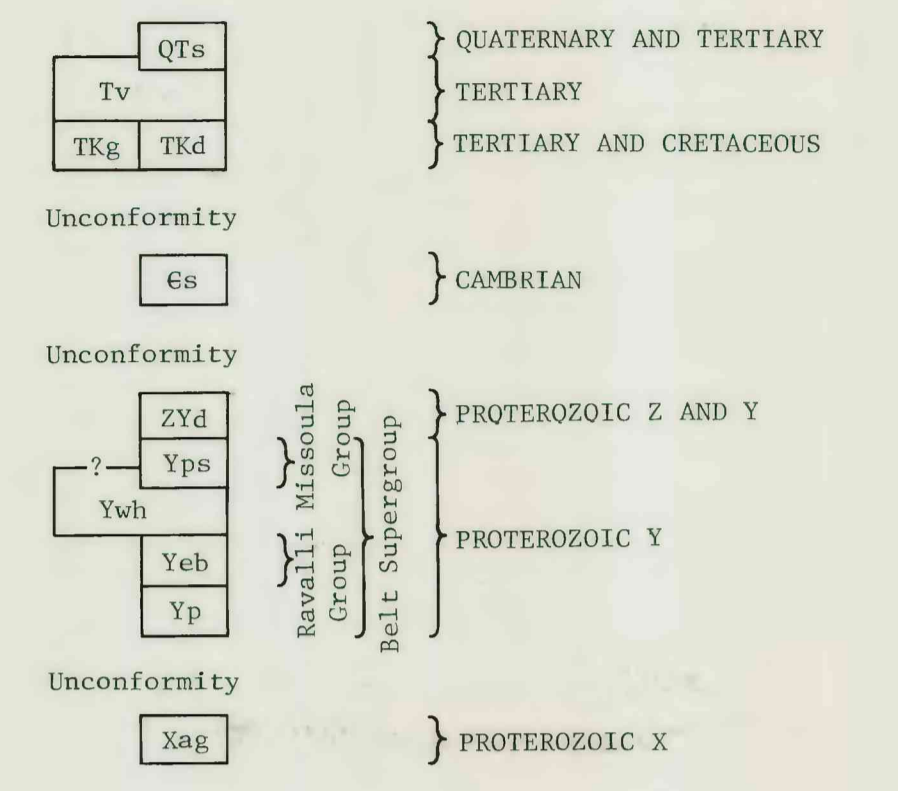 QTs } QUATERNARY AND TERTIARY
Tv } TERTIARY
TKg TKd } TERTIARY AND CRETACEOUS
Unconformity
Єs } CAMBRIAN
Unconformity
ZYd } PROTEROZOIC Z AND Y
? Yps
Ywh
Yeb
Yp
Missoula
Group
Ravalli
Group
Belt Supergroup
} PROTEROZOIC Y
Unconformity
Xag } PROTEROZOIC X